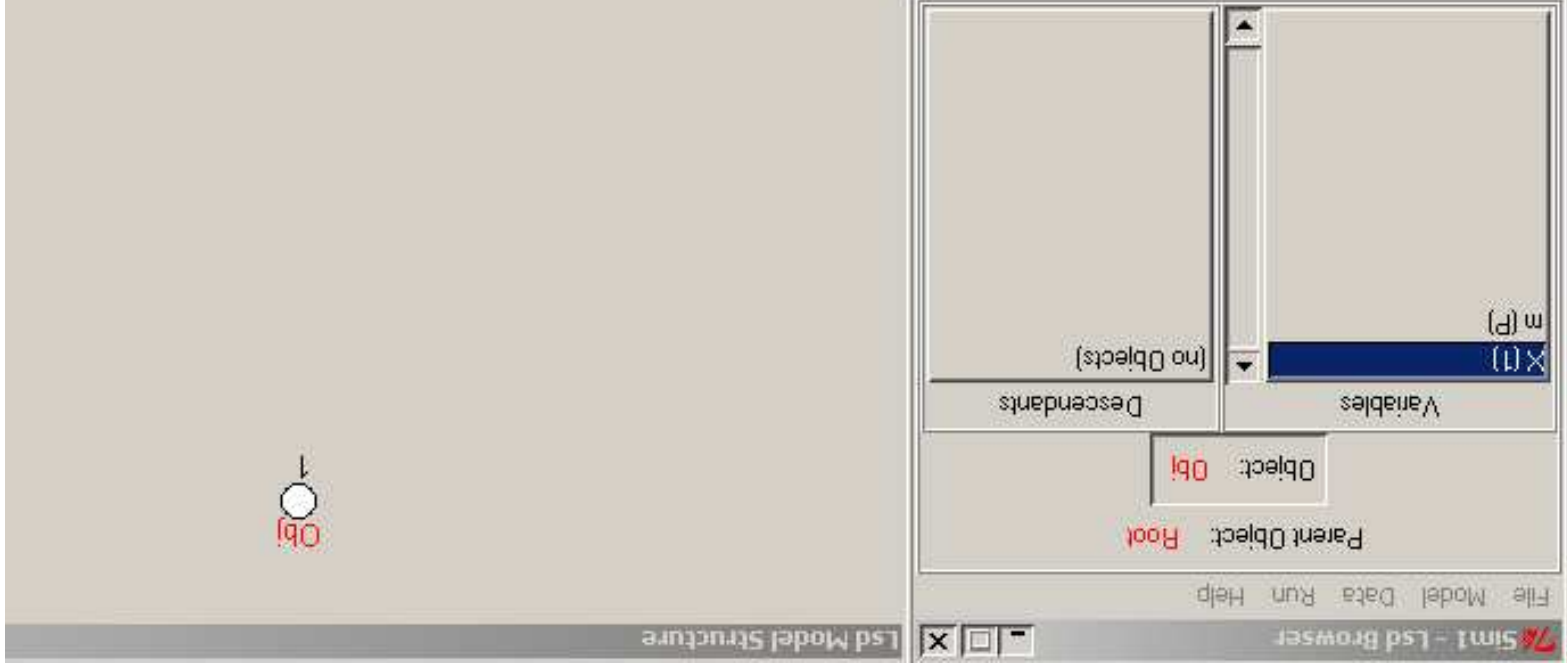 Sim1 - Lsd Browser
File Model Data Run Help
Parent Object: Root
Object: Obj
Variables
X (1)
m (P)
Descendants
(no Objects)
Lsd Model Structure
Obj
1